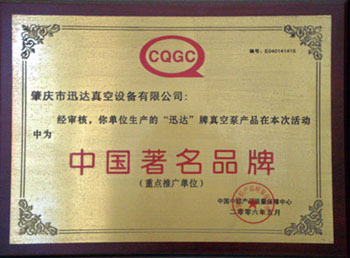 CQGC
编号: E040141415
肇庆市迅达真空设备有限公司:
经审核，你单位生产的“迅达”牌真空泵产品在本次活动
中为
中国著名品牌
(重点推广单位)
中国中轻产品质量保障中心
二零零六年五月